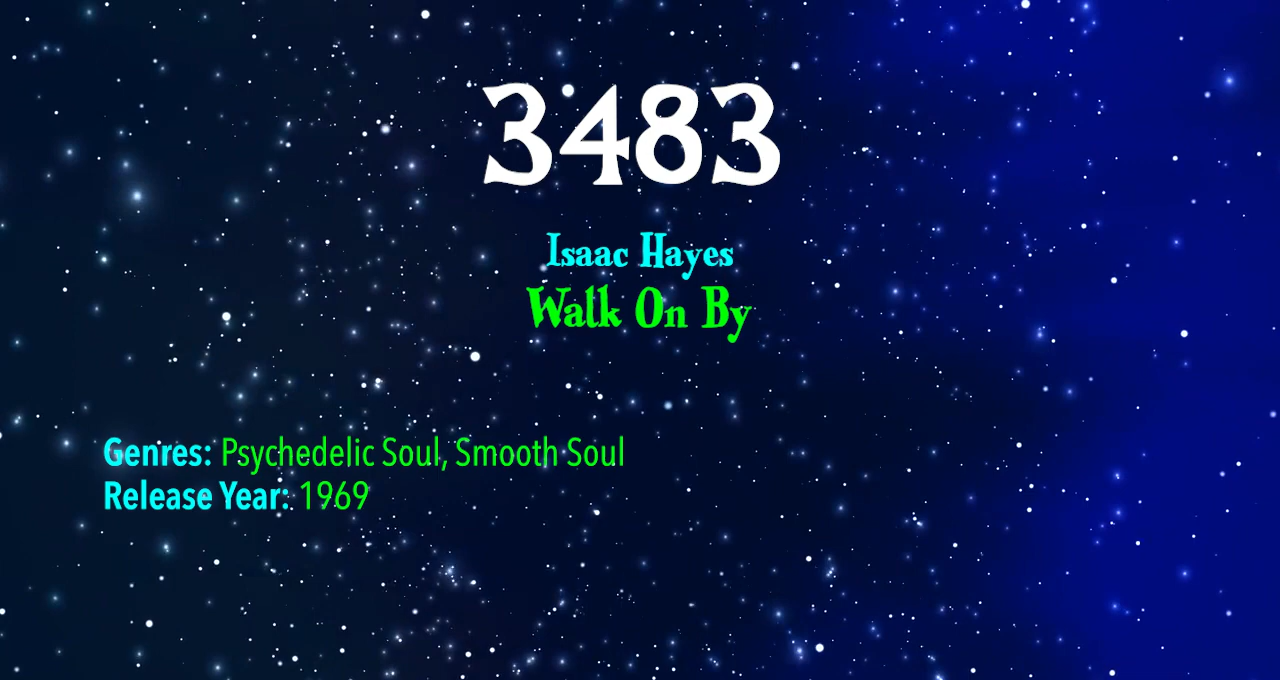 3483
Isaac Hayes
Walk On By
Genres: Psychedelic Soul, Smooth Soul
Release Year: 1969